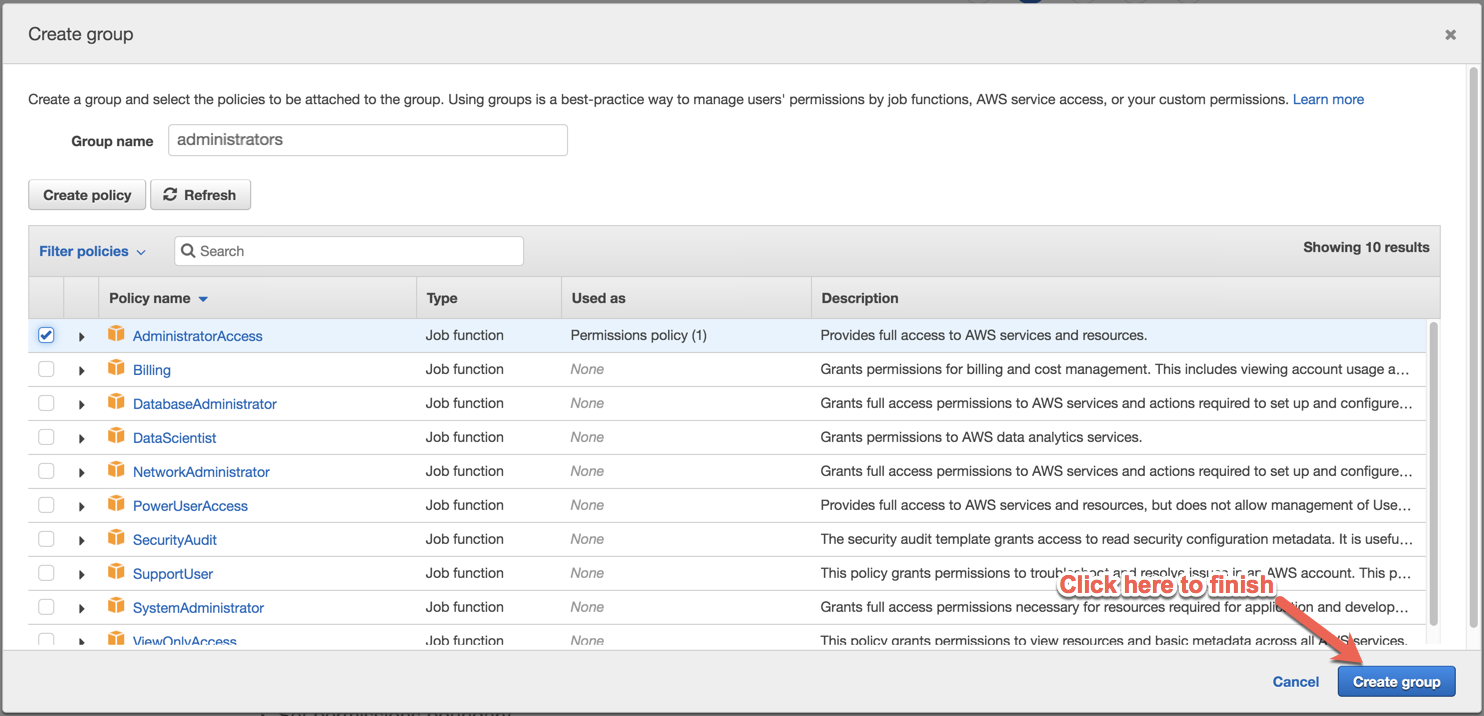 Create group
Create a group and select the policies to be attached to the group. Using groups is a best-practice way to manage users' permissions by job functions, AWS service access, or your custom permissions. Learn more
Group name administrators
Create policy Refresh
Filter policies Search Showing 10 results
Policy name Type Used as Description
AdministratorAccess Job function Permissions policy (1) Provides full access to AWS services and resources.
Billing Job function None Grants permissions for billing and cost management. This includes viewing account usage a...
DatabaseAdministrator Job function None Grants full access permissions to AWS services and actions required to set up and configure...
DataScientist Job function None Grants permissions to AWS data analytics services.
NetworkAdministrator Job function None Grants full access permissions to AWS services and actions required to set up and configure...
PowerUserAccess Job function None Provides full access to AWS services and resources, but does not allow management of Use...
SecurityAudit Job function None The security audit template grants access to read security configuration metadata. It is usefu...
SupportUser Job function None This policy grants permissions to troubleshoot and resolve issues in an AWS account. This p...
Click here to finish
SystemAdministrator Job function None Grants full access permissions necessary for resources required for application and develop...
ViewOnlyAccess Job function None This policy grants permissions to view resources and basic metadata across all AWS services.
Cancel Create group